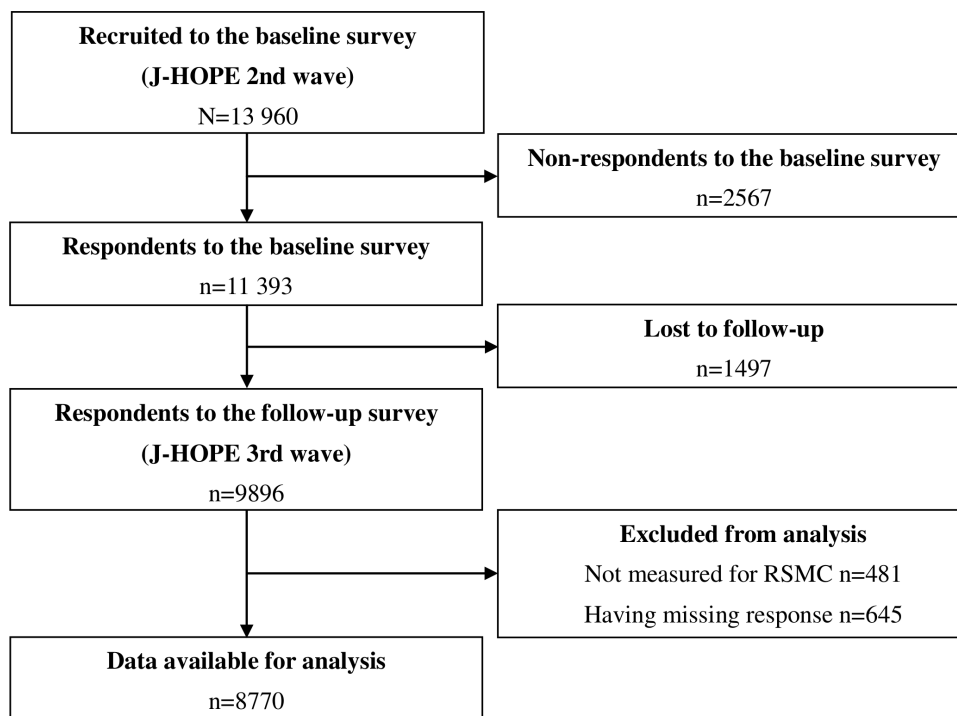 Recruited to the baseline survey
(J-HOPE 2nd wave)
N=13 960
Non-respondents to the baseline survey
n=2567
Respondents to the baseline survey
n=11 393
Lost to follow-up
n=1497
Respondents to the follow-up survey
(J-HOPE 3rd wave)
n=9896
Excluded from analysis
Not measured for RSMC n=481
Having missing response n=645
Data available for analysis
n=8770